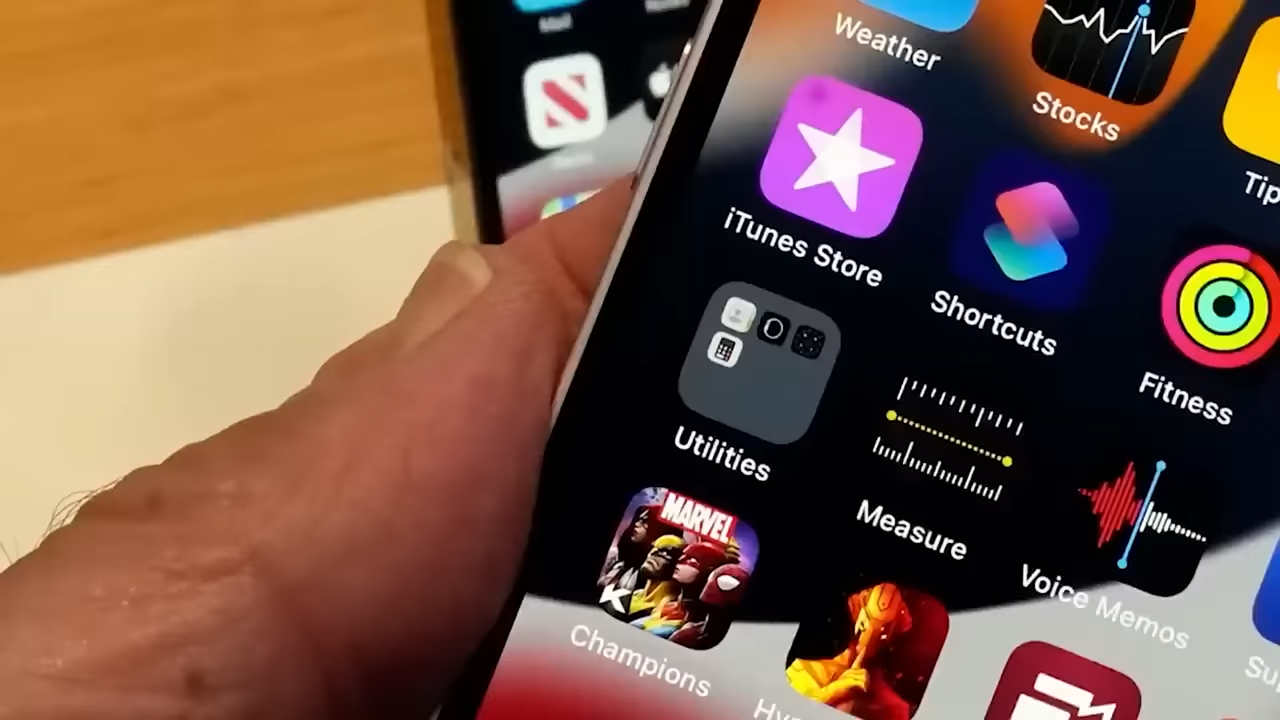 Weather
Stocks
iTunes Store
Shortcuts
Fitness
Utilities
Measure
Voice Memos
MARVEL
Champions